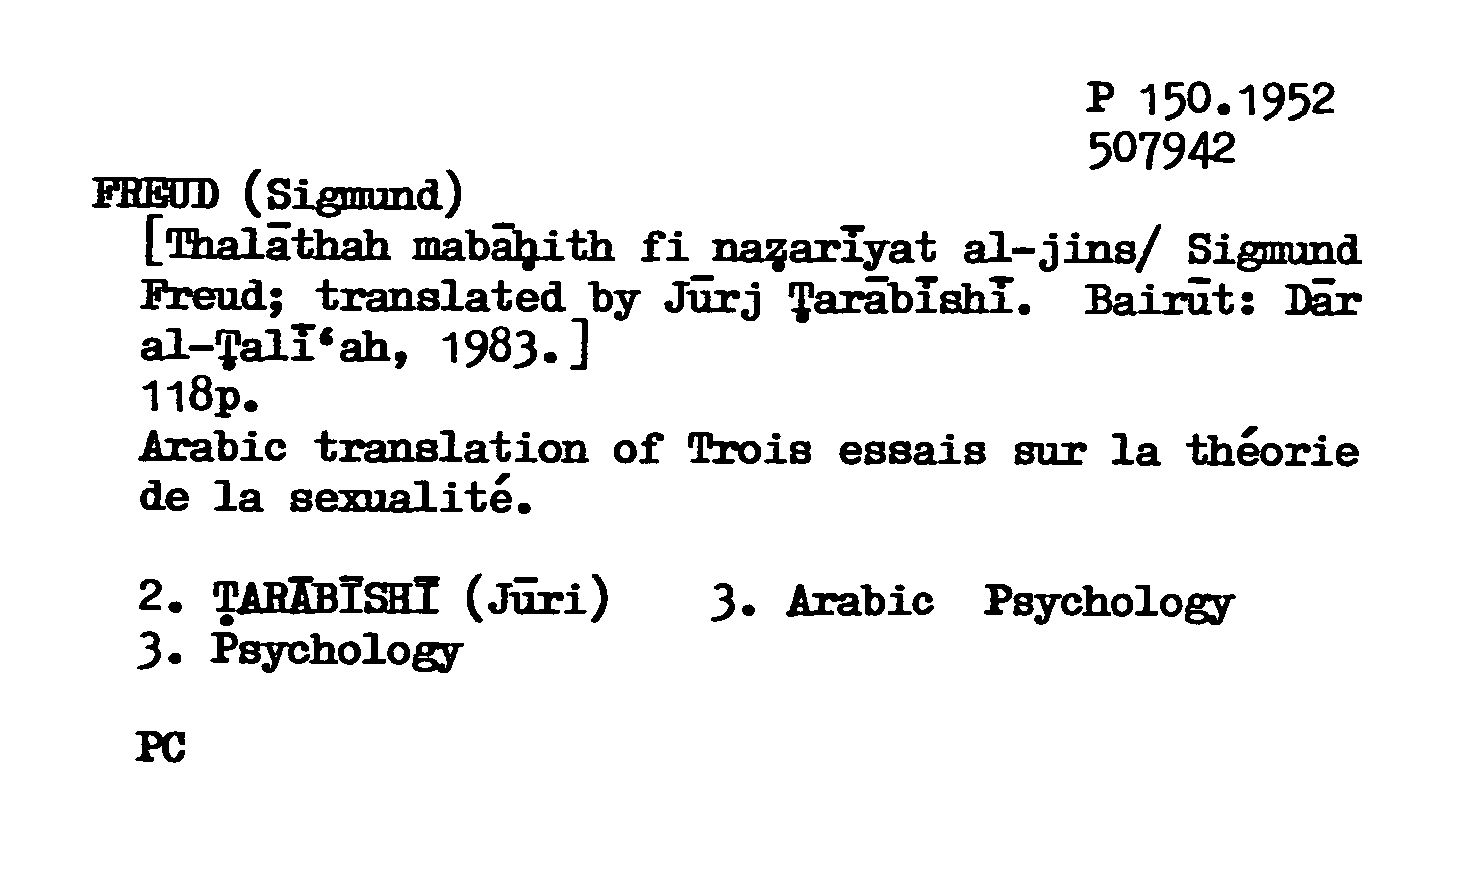 P 150.1952
507942
FREUD (Sigmund)
[Thalāthah mabāḥith fi naẓarīyat al-jins/ Sigmund
Freud; translated by Jūrj Ṭarābīshī. Bairūt: Dār
al-Ṭalī‘ah, 1983.]
118p.
Arabic translation of Trois essais sur la théorie
de la sexualité.
2. ṬARĀBĪSHĪ (Jūri) 3. Arabic Psychology
3. Psychology
PC